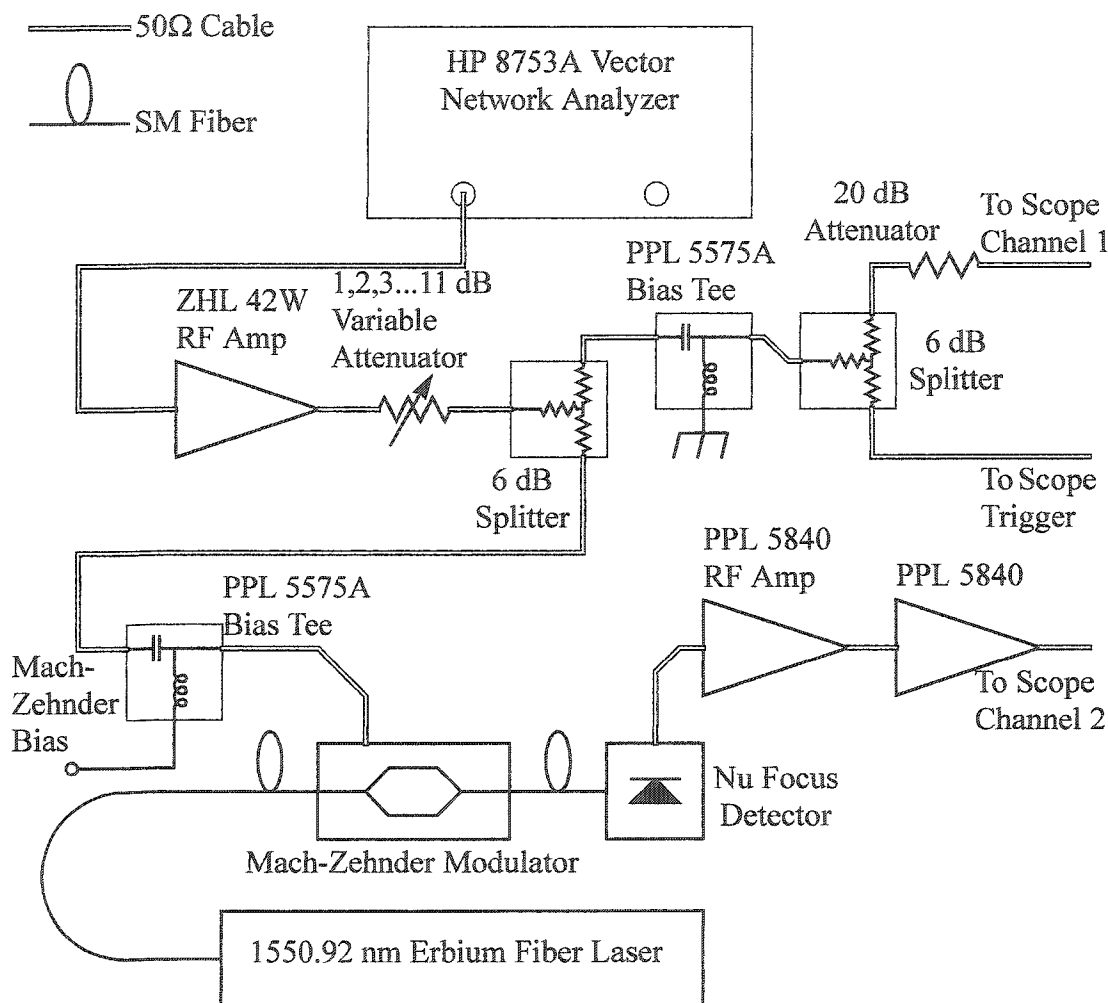 50Ω Cable
SM Fiber
HP 8753A Vector
Network Analyzer
20 dB
Attenuator
To Scope
Channel 1
PPL 5575A
Bias Tee
1,2,3...11 dB
Variable
Attenuator
ZHL 42W
RF Amp
6 dB
Splitter
6 dB
Splitter
To Scope
Trigger
PPL 5840
RF Amp
PPL 5840
PPL 5575A
Bias Tee
Mach-
Zehnder
Bias
To Scope
Channel 2
Nu Focus
Detector
Mach-Zehnder Modulator
1550.92 nm Erbium Fiber Laser